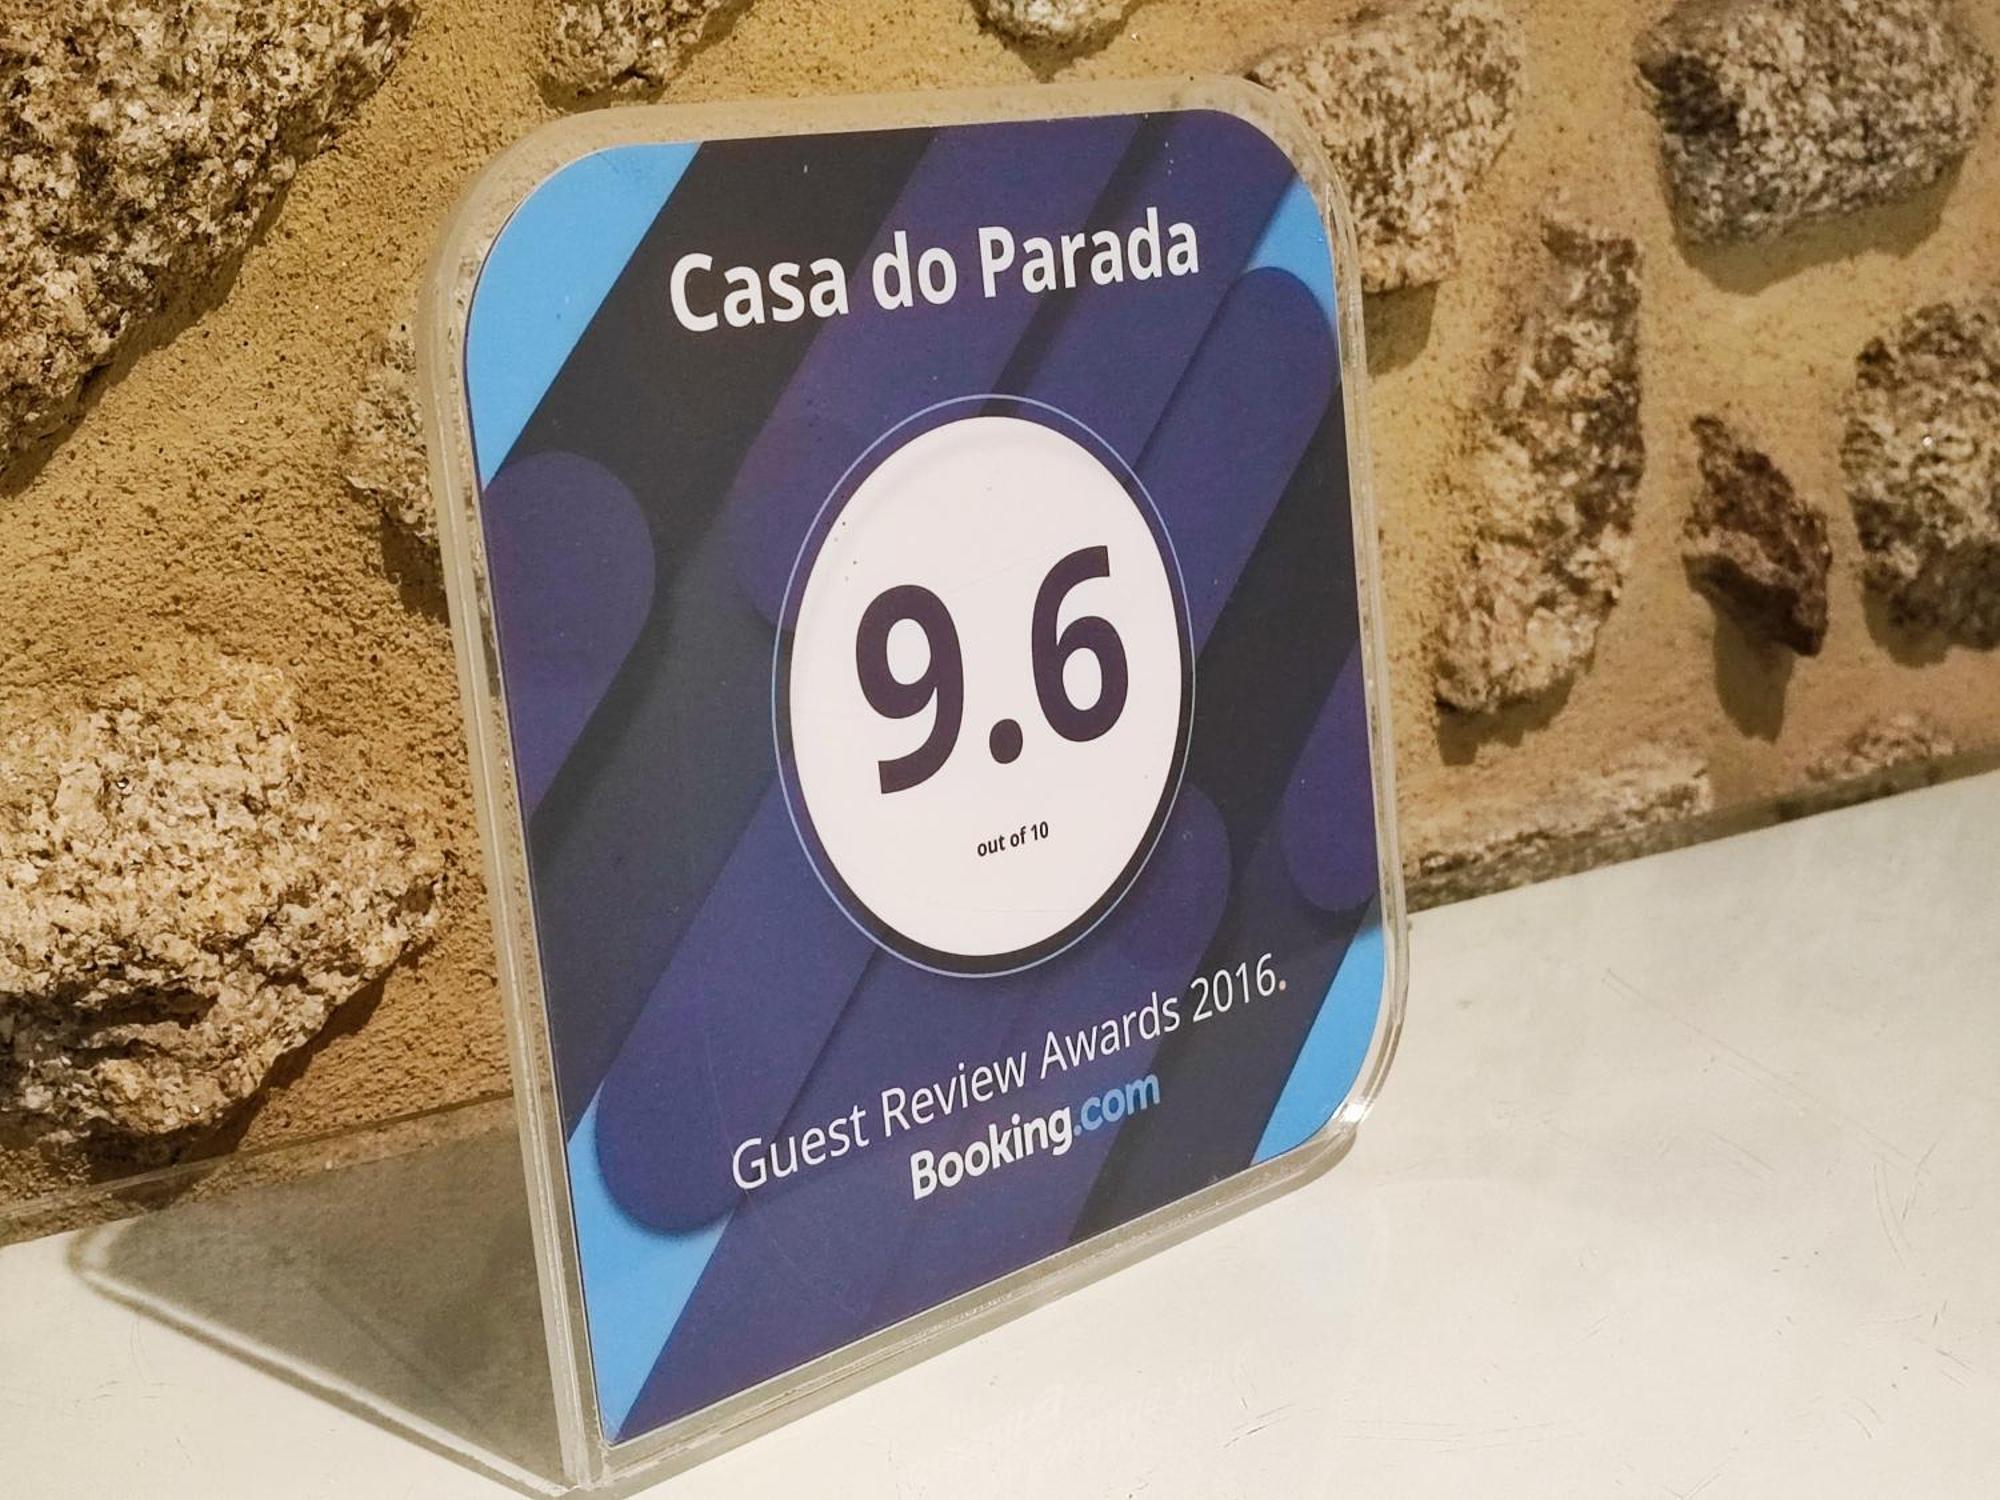 Casa do Parada
9.6
out of 10
Guest Review Awards 2016.
Booking.com